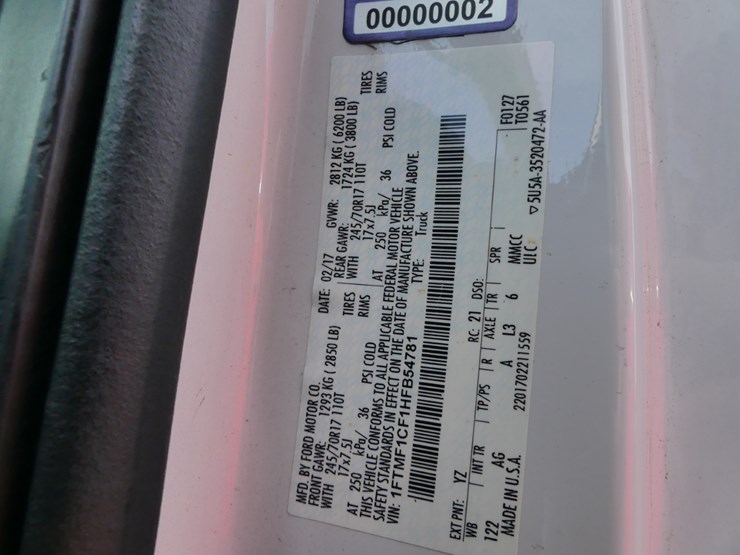 00000002
MFD. BY FORD MOTOR CO.
DATE: 02/17 GVWR: 2812 KG ( 6200 LB)
FRONT GAWR: 1293 KG ( 2850 LB) REAR GAWR: 1724 KG ( 3800 LB)
WITH 245/70R17 110T TIRES WITH 245/70R17 110T TIRES
17x7.5J RIMS 17x7.5J RIMS
AT 250 kPa/ 36 PSI COLD AT 250 kPa/ 36 PSI COLD
THIS VEHICLE CONFORMS TO ALL APPLICABLE FEDERAL MOTOR VEHICLE
SAFETY STANDARDS IN EFFECT ON THE DATE OF MANUFACTURE SHOWN ABOVE.
VIN: 1FTMF1CF1HFB54781 TYPE: Truck
EXT PNT: YZ RC: 21 DSO: F0127
WB INT TR TP/PS R AXLE TR SPR T0561
122 AG A L3 6 MMCC
MADE IN U.S.A. 2201702211559 ULC
▽5U5A-3520472-AA